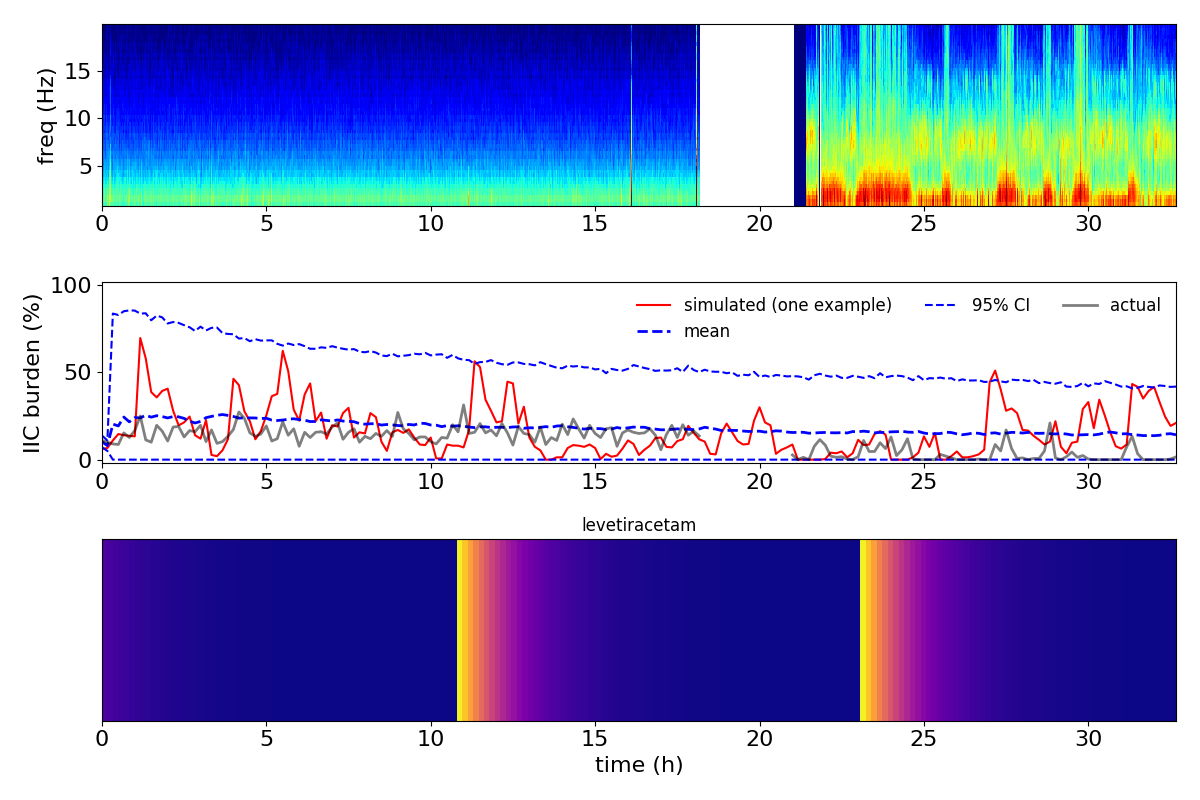 freq (Hz)
15
10
5
0 5 10 15 20 25 30
IIC burden (%)
100
50
0
simulated (one example)
mean
95% CI
actual
0 5 10 15 20 25 30
levetiracetam
0 5 10 15 20 25 30
time (h)